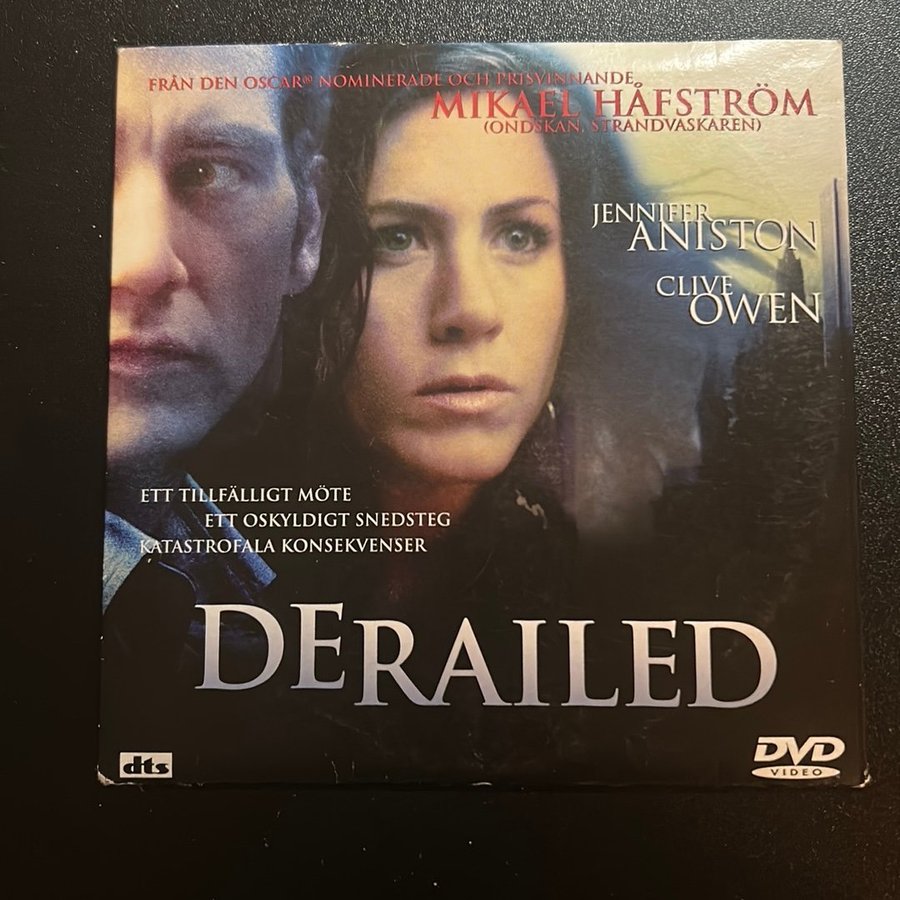 FRÅN DEN OSCAR® NOMINERADE OCH PRISVINNANDE
MIKAEL HÅFSTRÖM
(ONDSKAN, STRANDVASKAREN)
JENNIFER
ANISTON
CLIVE
OWEN
ETT TILLFÄLLIGT MÖTE
ETT OSKYLDIGT SNEDSTEG
KATASTROFALA KONSEKVENSER
DERAILED
dts
DVD
VIDEO